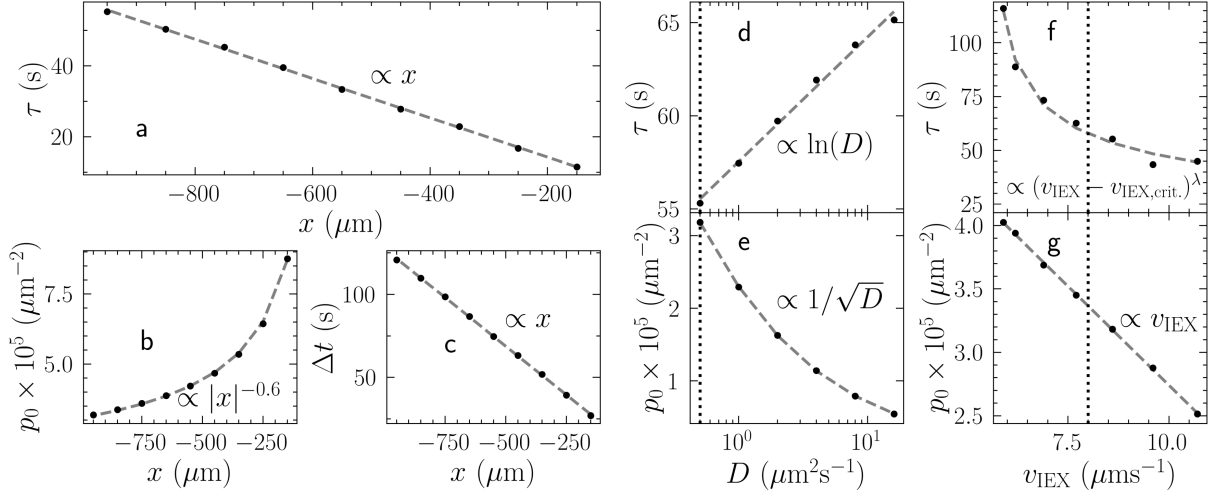 τ (s)
40
20
a
∝ x
−800
−600
−400
−200
x (μm)
p₀ × 10⁵ (μm⁻²)
7.5
5.0
b
∝ |x|⁻⁰·⁶
−750
−500
−250
x (μm)
Δt (s)
100
50
c
∝ x
−750
−500
−250
x (μm)
τ (s)
65
60
55
d
∝ ln(D)
p₀ × 10⁵ (μm⁻²)
3
2
1
e
∝ 1/√D
10⁰
10¹
D (μm²s⁻¹)
τ (s)
100
75
50
25
f
∝ (v_IEX − v_IEX,crit.)^λ
p₀ × 10⁵ (μm⁻²)
4.0
3.5
3.0
2.5
g
∝ v_IEX
7.5
10.0
v_IEX (μms⁻¹)